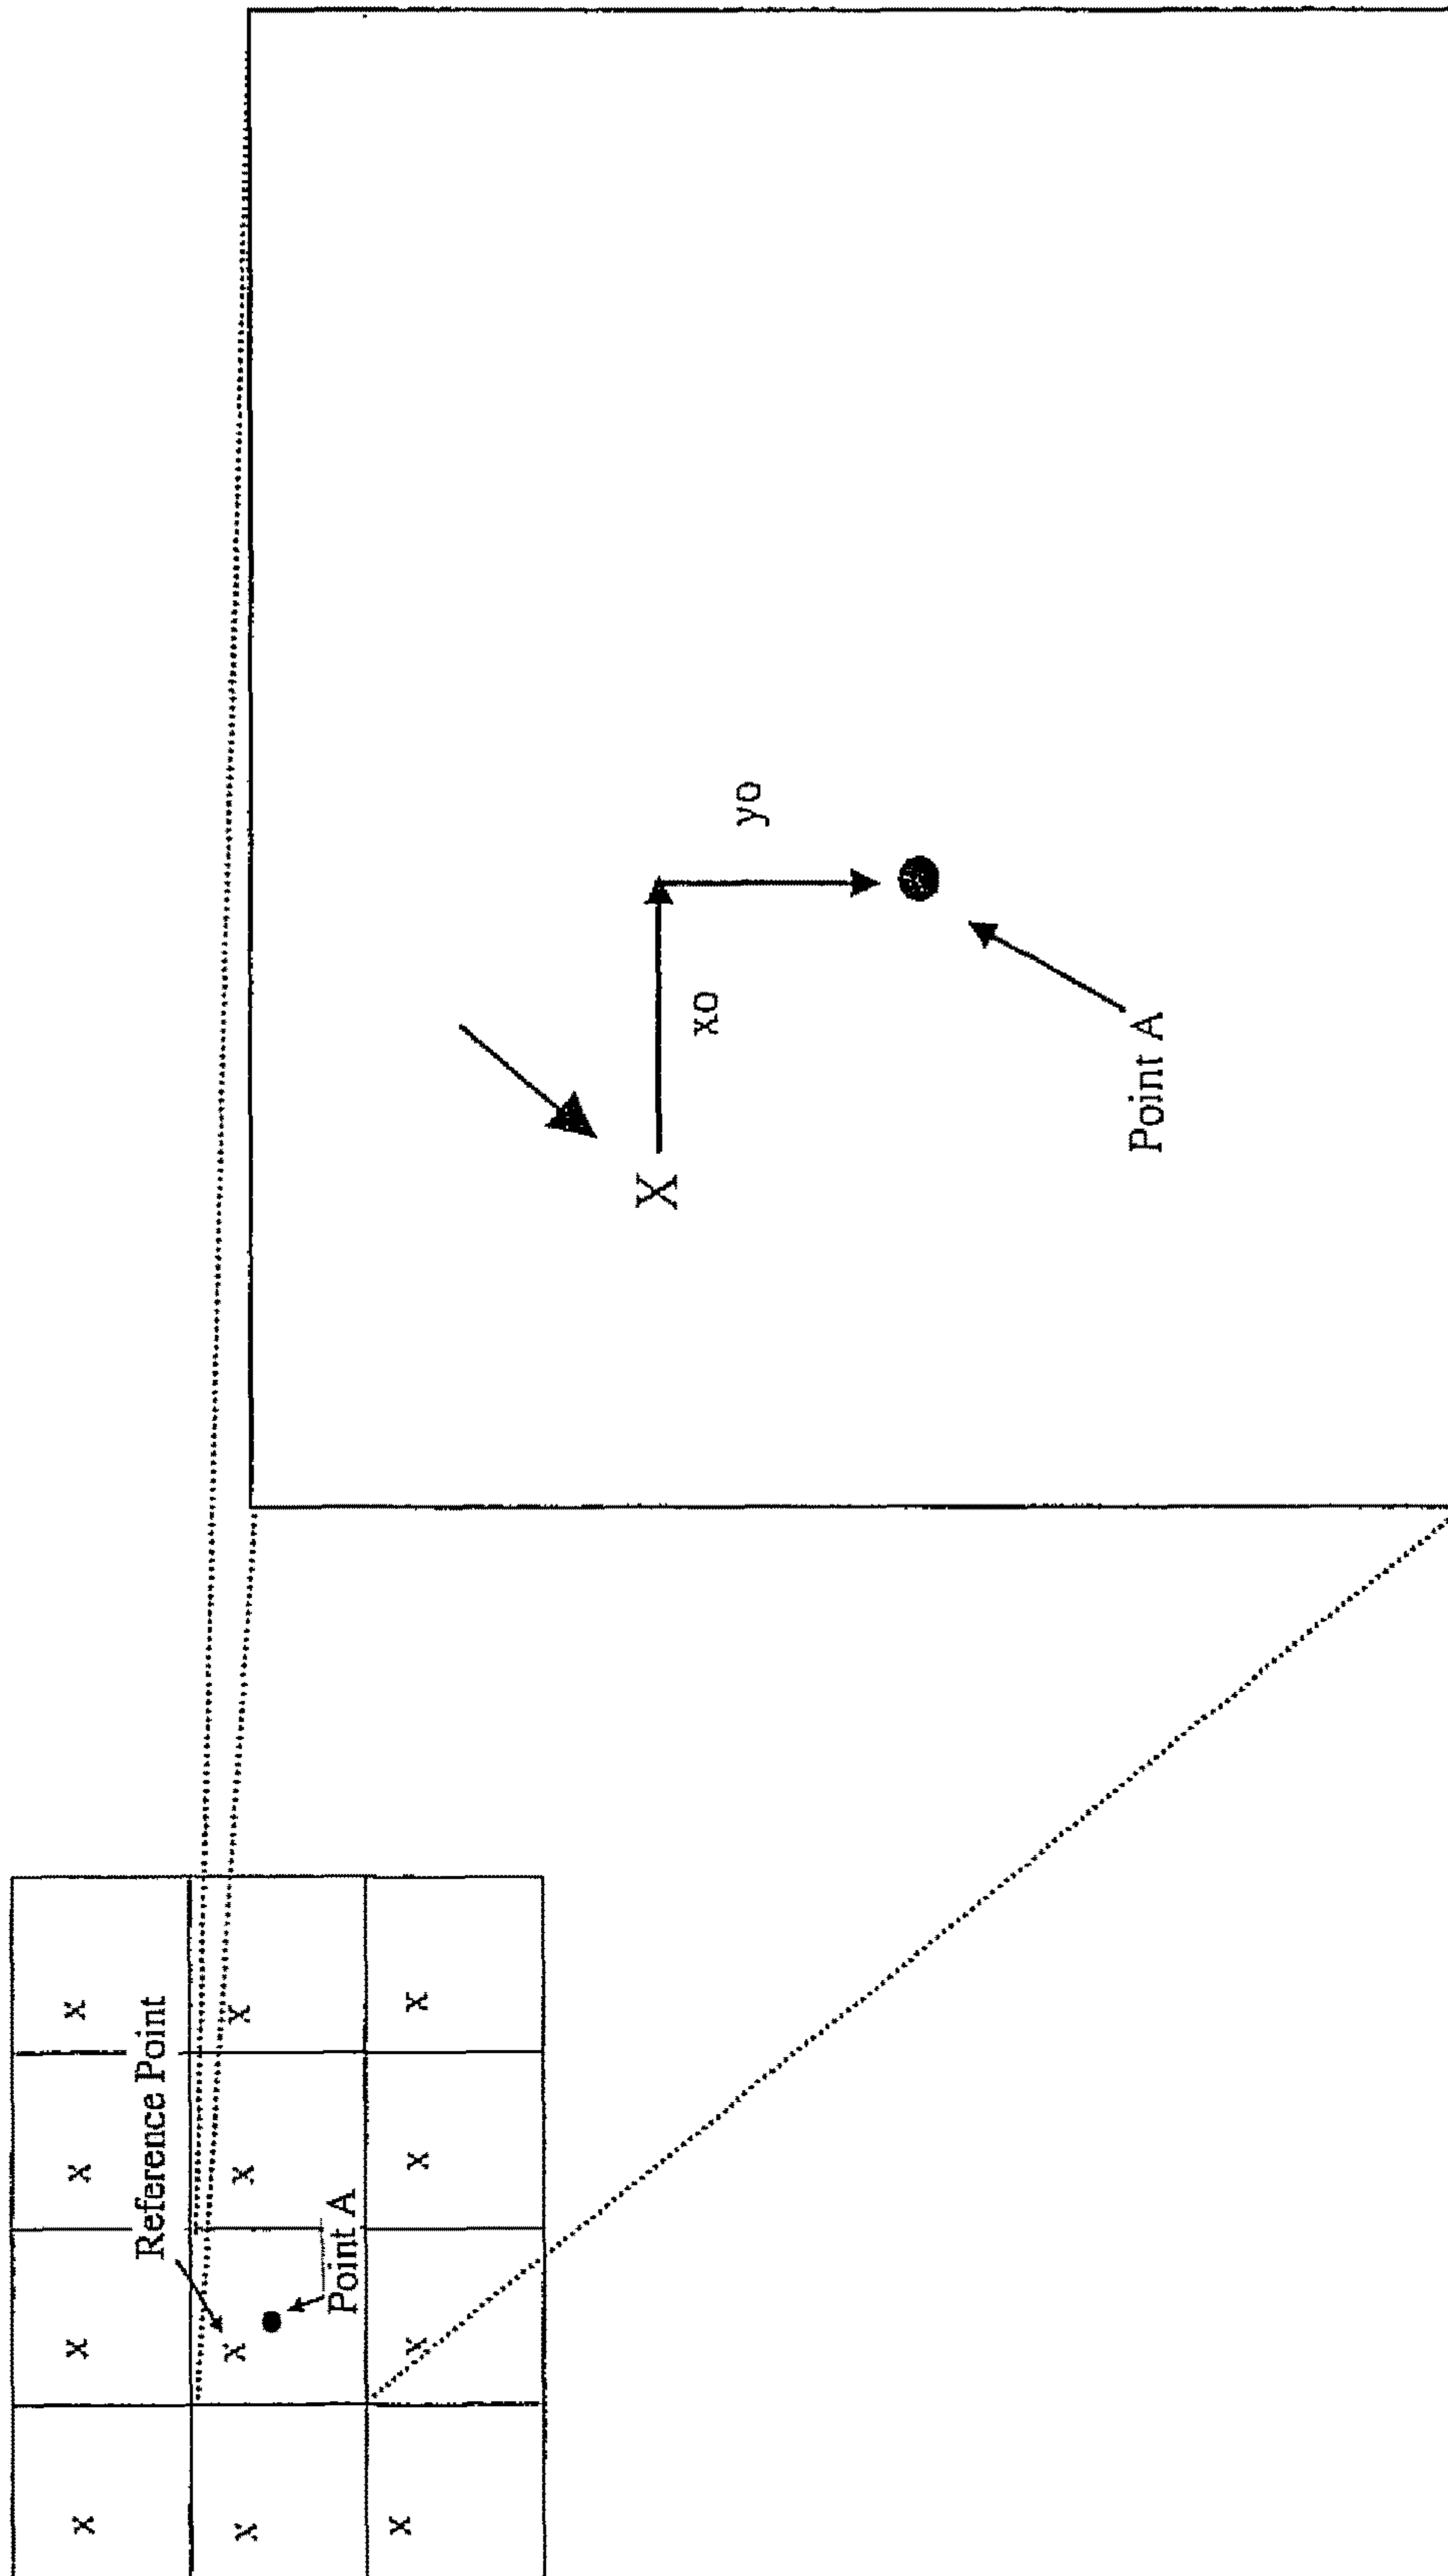 x x x x
Reference Point
x x x x
Point A
x x x x
X
xo
yo
Point A